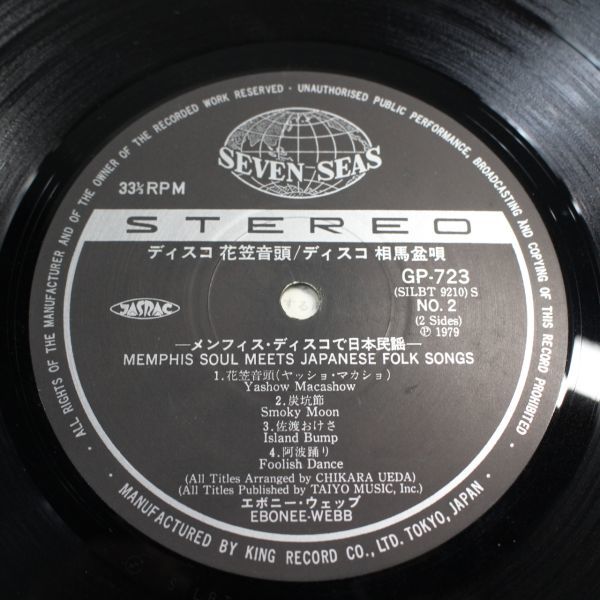 ALL RIGHTS OF THE MANUFACTURER AND OF THE OWNER OF THE RECORDED WORK RESERVED · UNAUTHORISED PUBLIC PERFORMANCE, BROADCASTING AND COPYING OF THIS RECORD PROHIBITED ·
SEVEN SEAS
33⅓RPM
STEREO
ディスコ 花笠音頭/ディスコ 相馬盆唄
GP-723
(SILBT 9210) S
JASRAC
NO. 2
(2 Sides)
Ⓟ 1979
する
—メンフィス・ディスコで日本民謡—
MEMPHIS SOUL MEETS JAPANESE FOLK SONGS
1.花笠音頭(ヤッショ・マカショ)
Yashow Macashow
2.炭坑節
Smoky Moon
3.佐渡おけさ
Island Bump
4.阿波踊り
Foolish Dance
(All Titles Arranged by CHIKARA UEDA)
(All Titles Published by TAIYO MUSIC, Inc.)
エボニー・ウェッブ
EBONEE-WEBB
MANUFACTURED BY KING RECORD CO., LTD. TOKYO, JAPAN